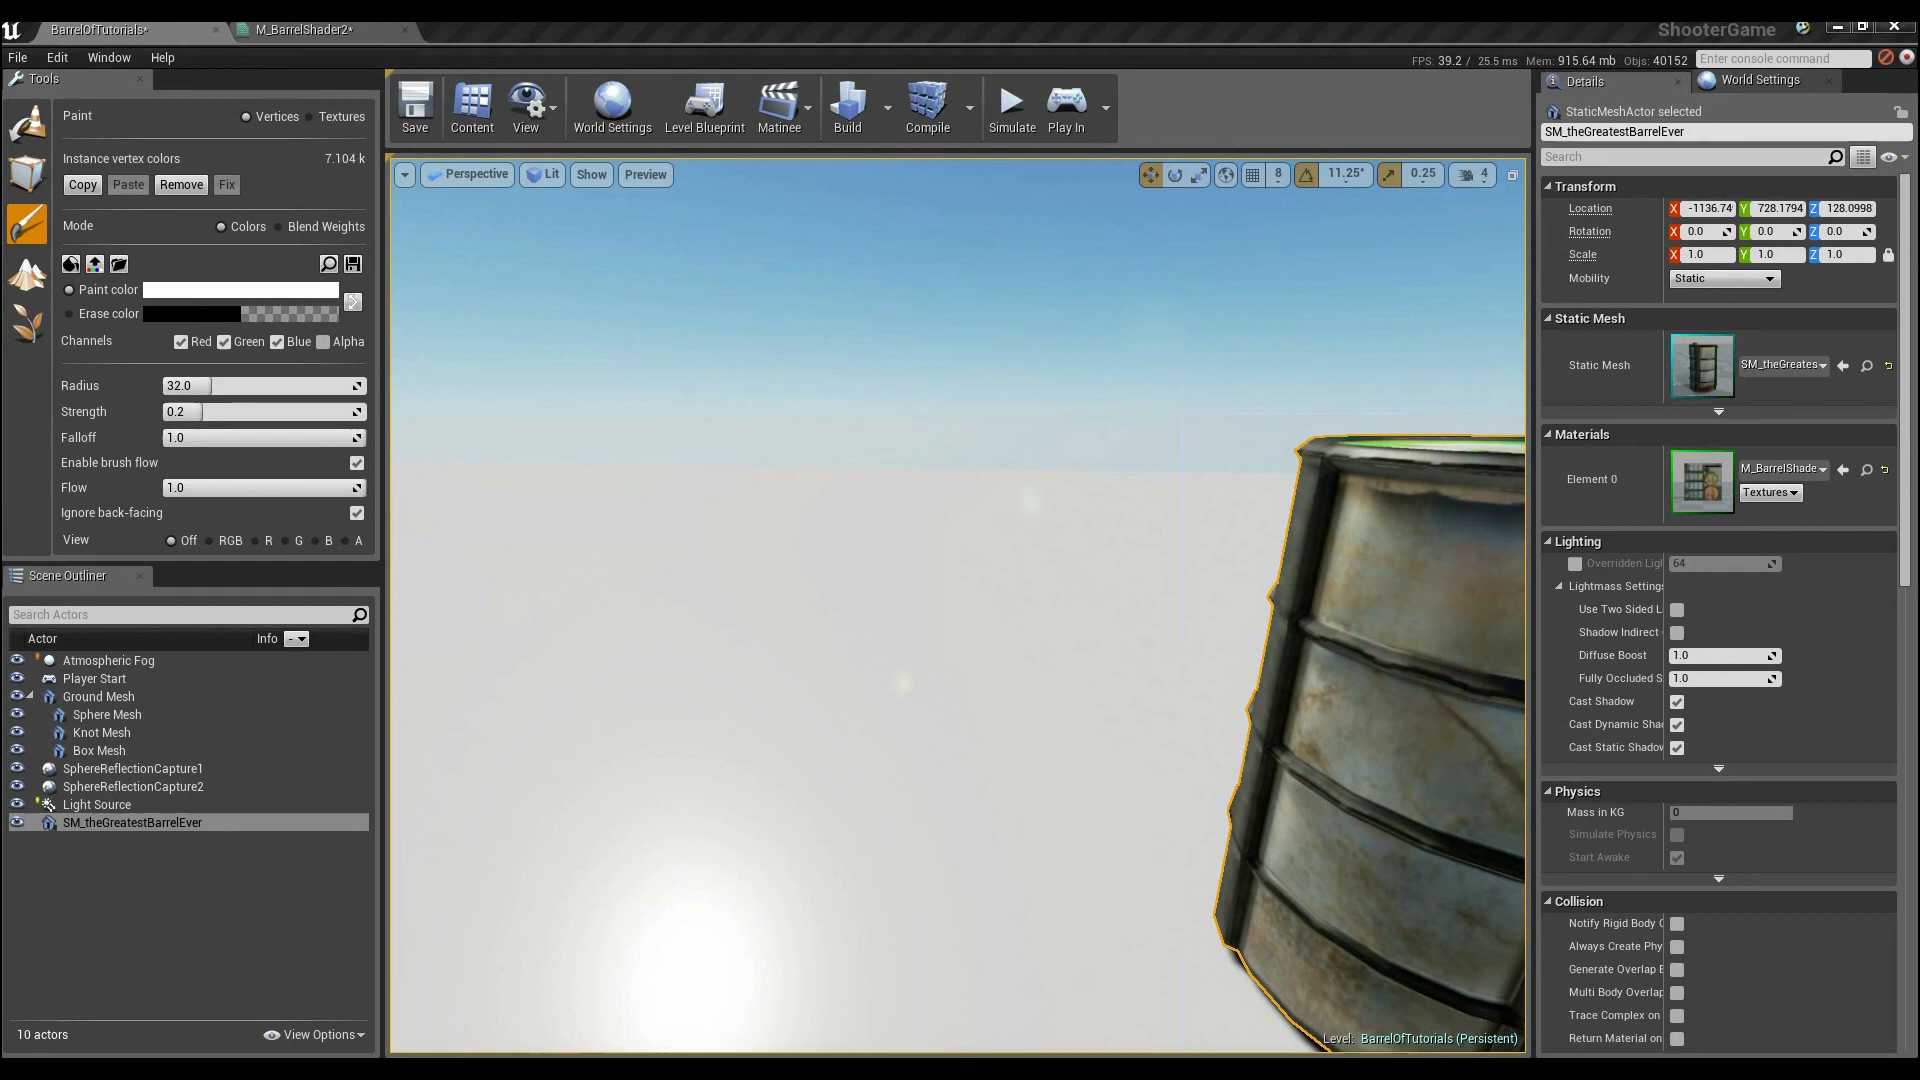 BarrelOfTutorials*
M_BarrelShader2*
ShooterGame
File Edit Window Help
FPS: 39.2 / 25.5 ms Mem: 915.64 mb Objs: 40152
Enter console command
Tools
Paint
Vertices Textures
Instance vertex colors 7.104 k
Copy Paste Remove Fix
Mode
Colors Blend Weights
Paint color
Erase color
Channels
Red Green Blue Alpha
Radius 32.0
Strength 0.2
Falloff 1.0
Enable brush flow
Flow 1.0
Ignore back-facing
View Off RGB R G B A
Scene Outliner
Search Actors
Actor Info -
Atmospheric Fog
Player Start
Ground Mesh
Sphere Mesh
Knot Mesh
Box Mesh
SphereReflectionCapture1
SphereReflectionCapture2
Light Source
SM_theGreatestBarrelEver
10 actors
View Options
Save Content View World Settings Level Blueprint Matinee Build Compile Simulate Play In
Perspective Lit Show Preview
8 11.25° 0.25 4
Level: BarrelOfTutorials (Persistent)
Details World Settings
StaticMeshActor selected
SM_theGreatestBarrelEver
Search
Transform
Location X -1136.74 Y 728.1794 Z 128.0998
Rotation X 0.0 Y 0.0 Z 0.0
Scale X 1.0 Y 1.0 Z 1.0
Mobility Static
Static Mesh
Static Mesh SM_theGreates
Materials
Element 0 M_BarrelShade
Textures
Lighting
Overridden Ligl 64
Lightmass Settings
Use Two Sided L
Shadow Indirect
Diffuse Boost 1.0
Fully Occluded S 1.0
Cast Shadow
Cast Dynamic Shad
Cast Static Shadow
Physics
Mass in KG 0
Simulate Physics
Start Awake
Collision
Notify Rigid Body C
Always Create Phy
Generate Overlap E
Multi Body Overlap
Trace Complex on
Return Material on